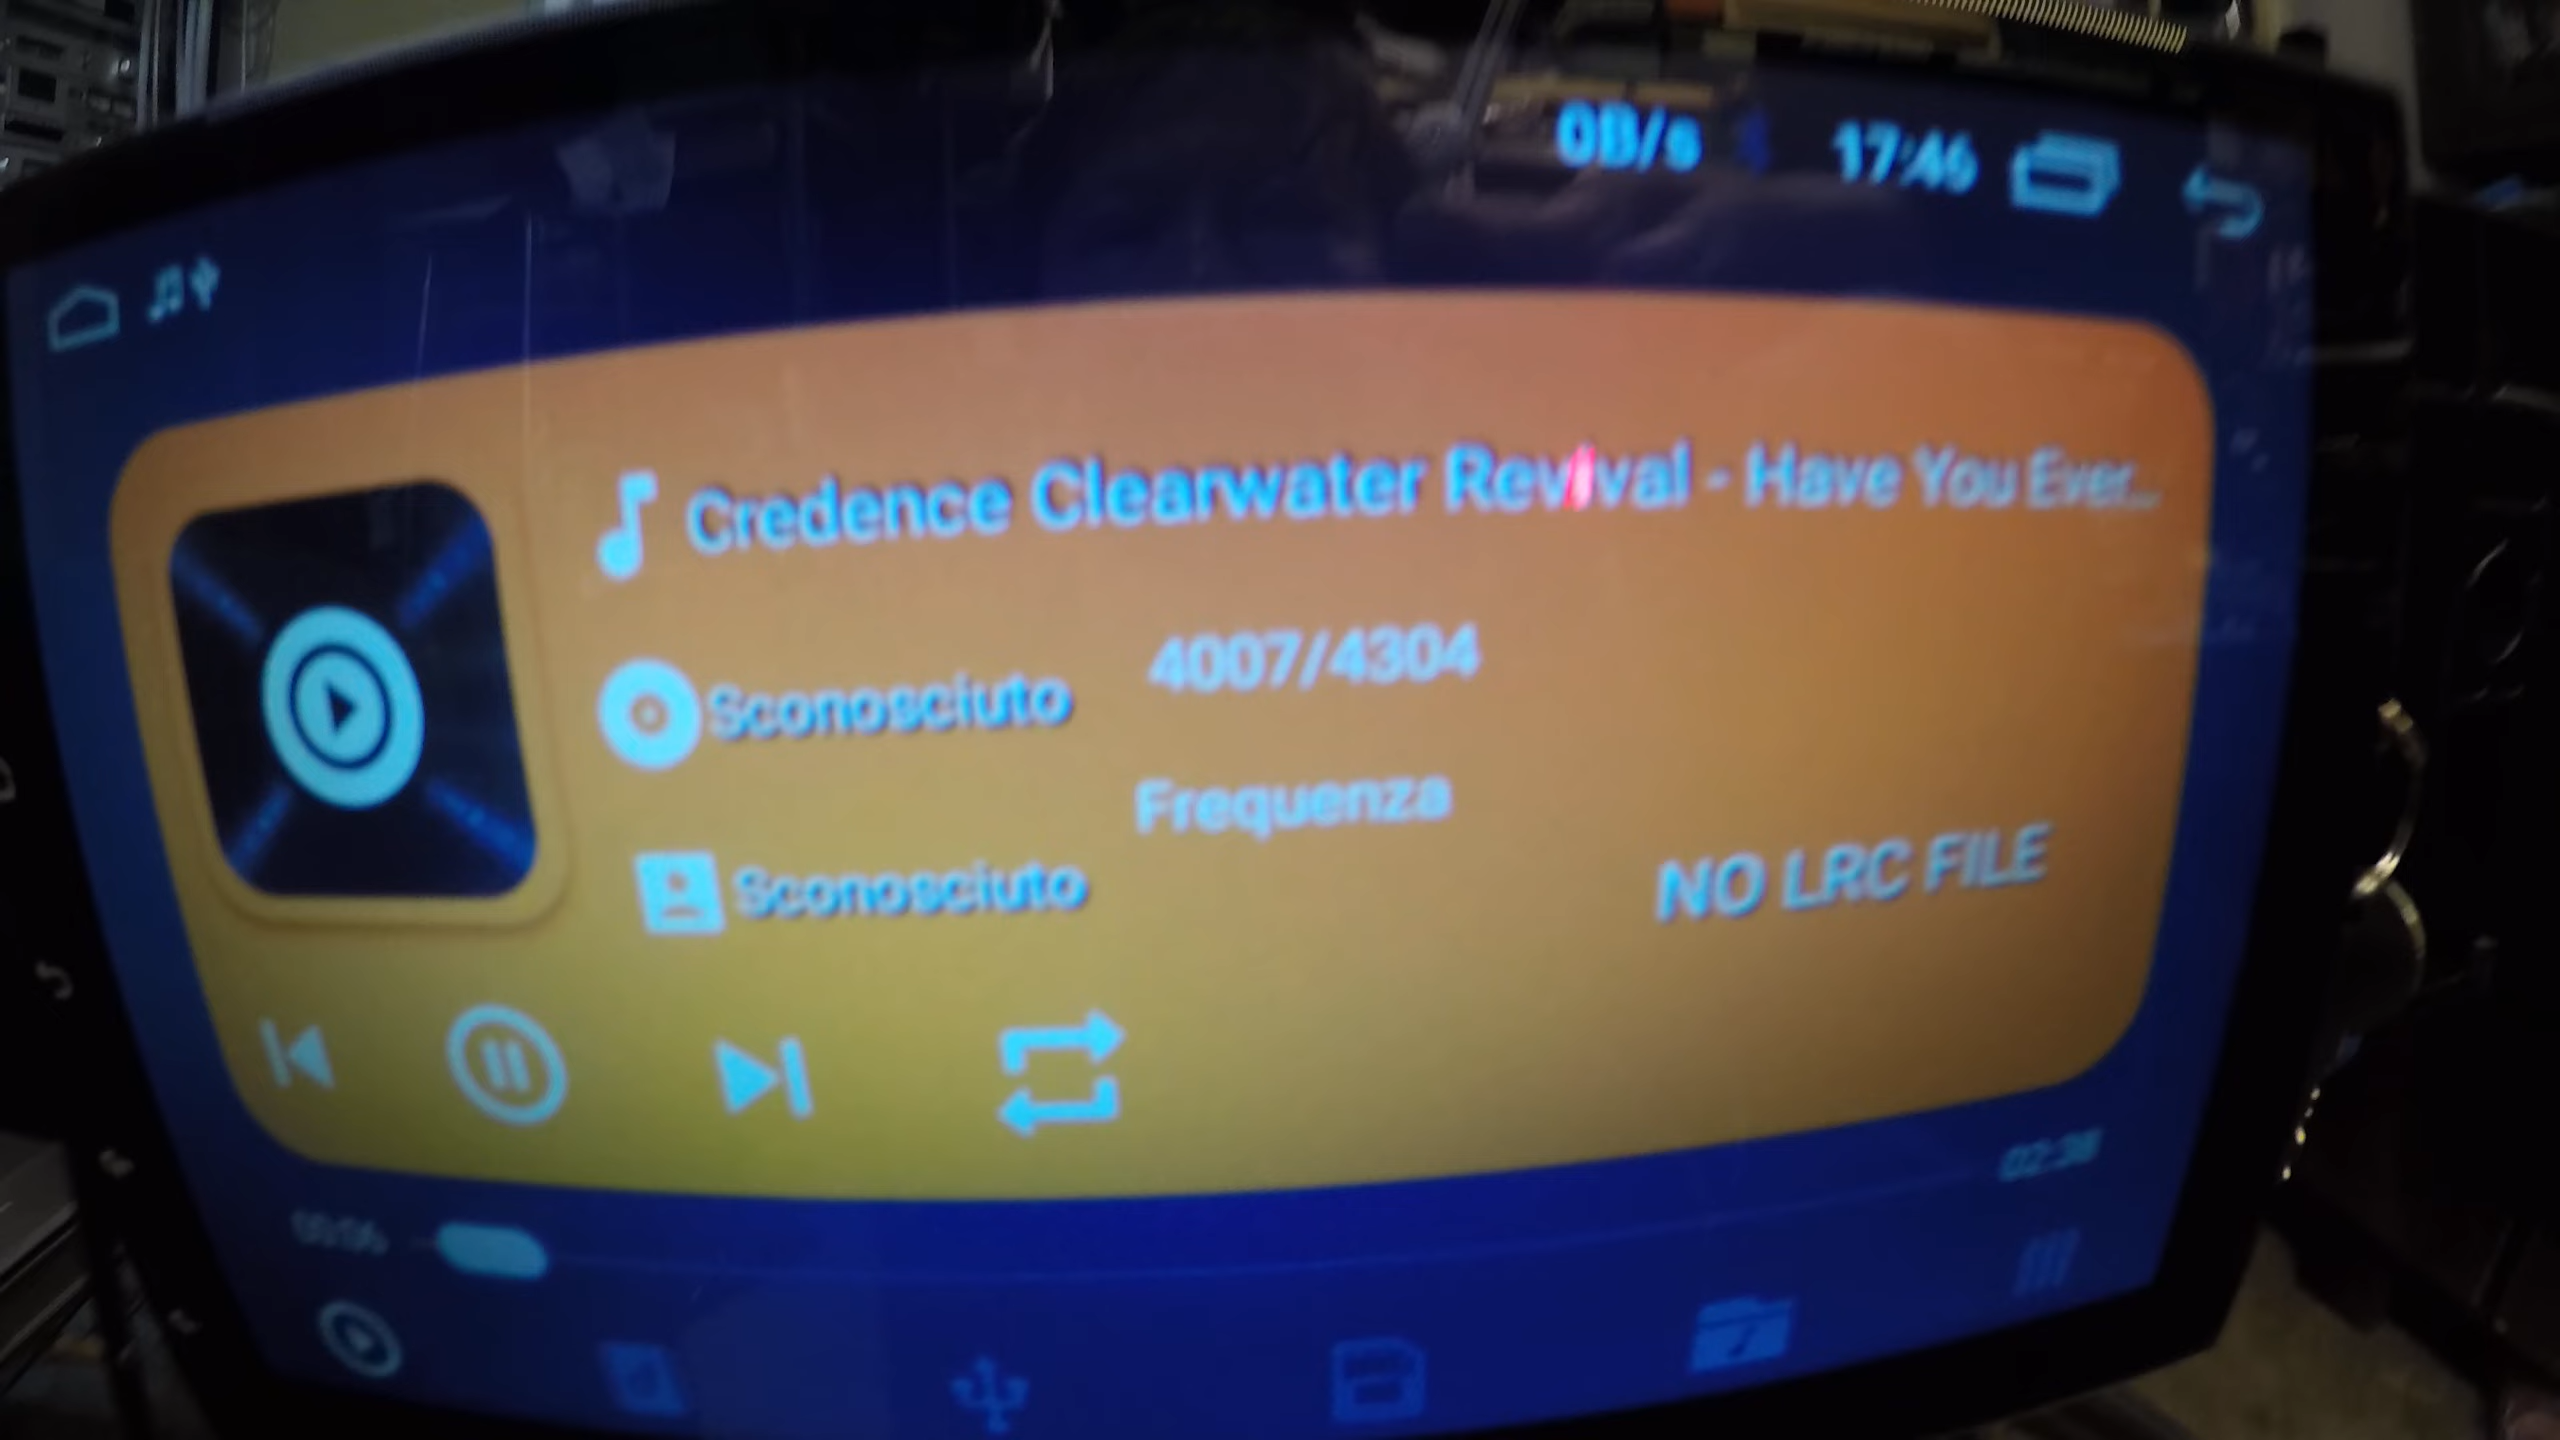 0B/s 17:46
Credence Clearwater Revival - Have You Ever...
4007/4304
Sconosciuto
Frequenza
Sconosciuto
NO LRC FILE